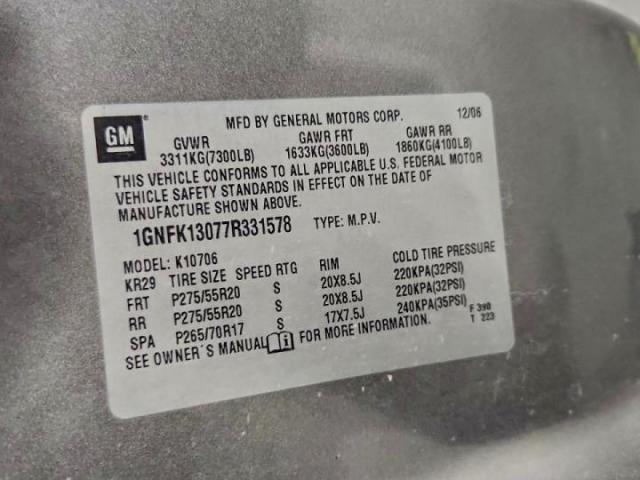 GM
MFD BY GENERAL MOTORS CORP. 12/06
GVWR GAWR FRT GAWR RR
3311KG(7300LB) 1633KG(3600LB) 1860KG(4100LB)
THIS VEHICLE CONFORMS TO ALL APPLICABLE U.S. FEDERAL MOTOR
VEHICLE SAFETY STANDARDS IN EFFECT ON THE DATE OF
MANUFACTURE SHOWN ABOVE.
1GNFK13077R331578 TYPE: M.P.V.
MODEL: K10706
KR29 TIRE SIZE SPEED RTG RIM COLD TIRE PRESSURE
FRT P275/55R20 S 20X8.5J 220KPA(32PSI)
RR P275/55R20 S 20X8.5J 220KPA(32PSI)
SPA P265/70R17 S 17X7.5J 240KPA(35PSI)
SEE OWNER'S MANUAL i FOR MORE INFORMATION.
F 390
T 223